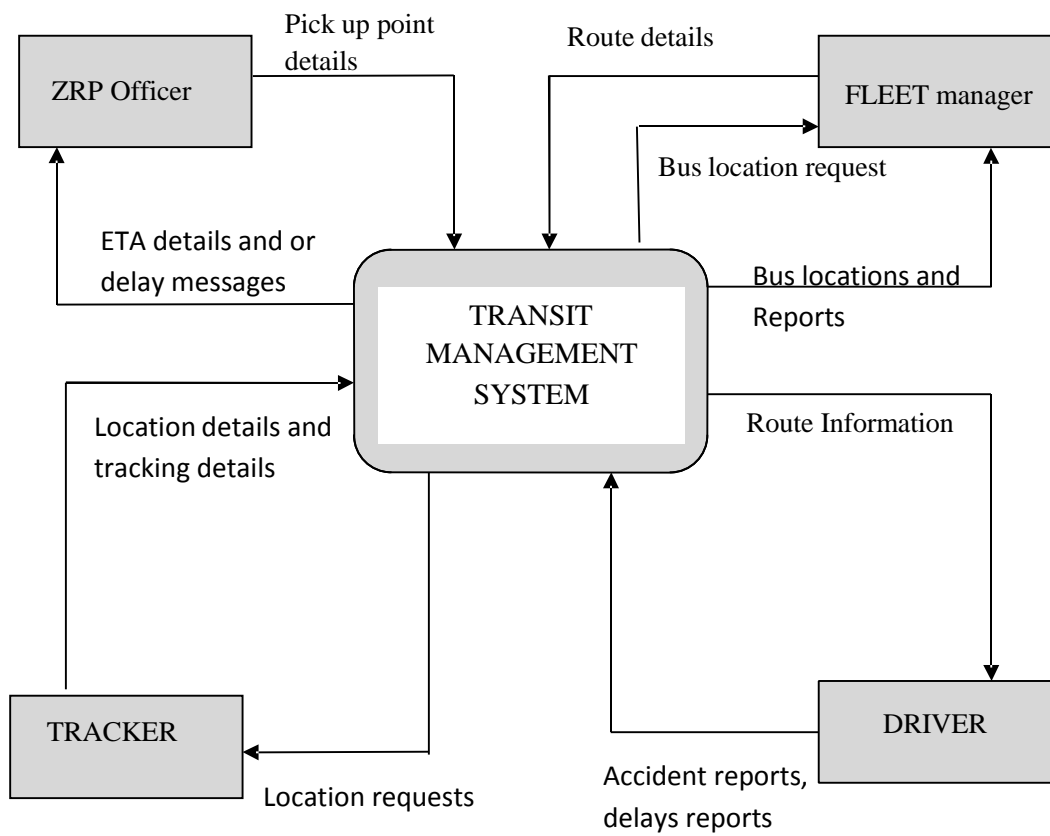 Pick up point
details
Route details
ZRP Officer
FLEET manager
Bus location request
ETA details and or
delay messages
Bus locations and
Reports
TRANSIT
MANAGEMENT
SYSTEM
Location details and
tracking details
Route Information
TRACKER
DRIVER
Location requests
Accident reports,
delays reports